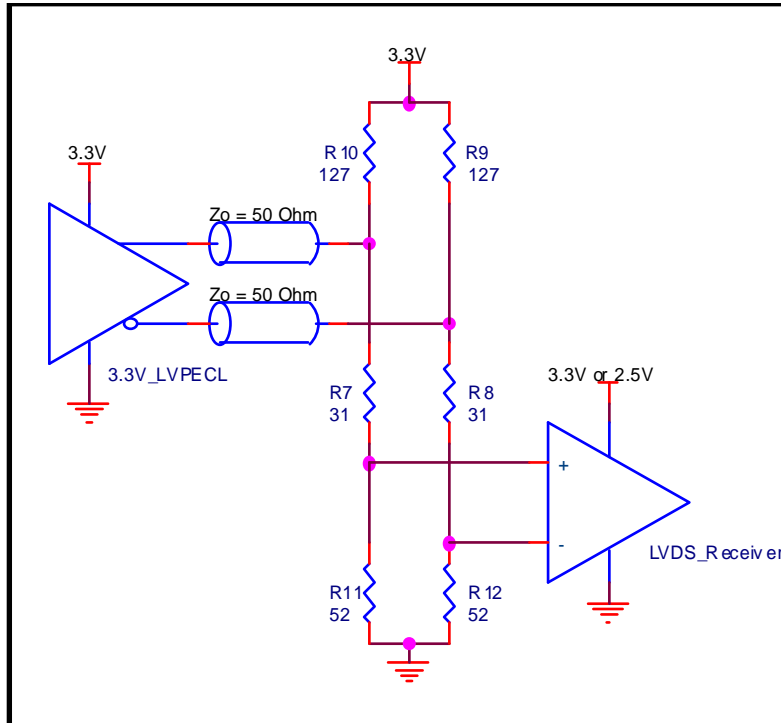 3.3V
R10
127
R9
127
3.3V
Zo = 50 Ohm
Zo = 50 Ohm
3.3V_LVPECL
R7
31
R8
31
3.3V or 2.5V
+
-
LVDS_Receiver
R11
52
R12
52